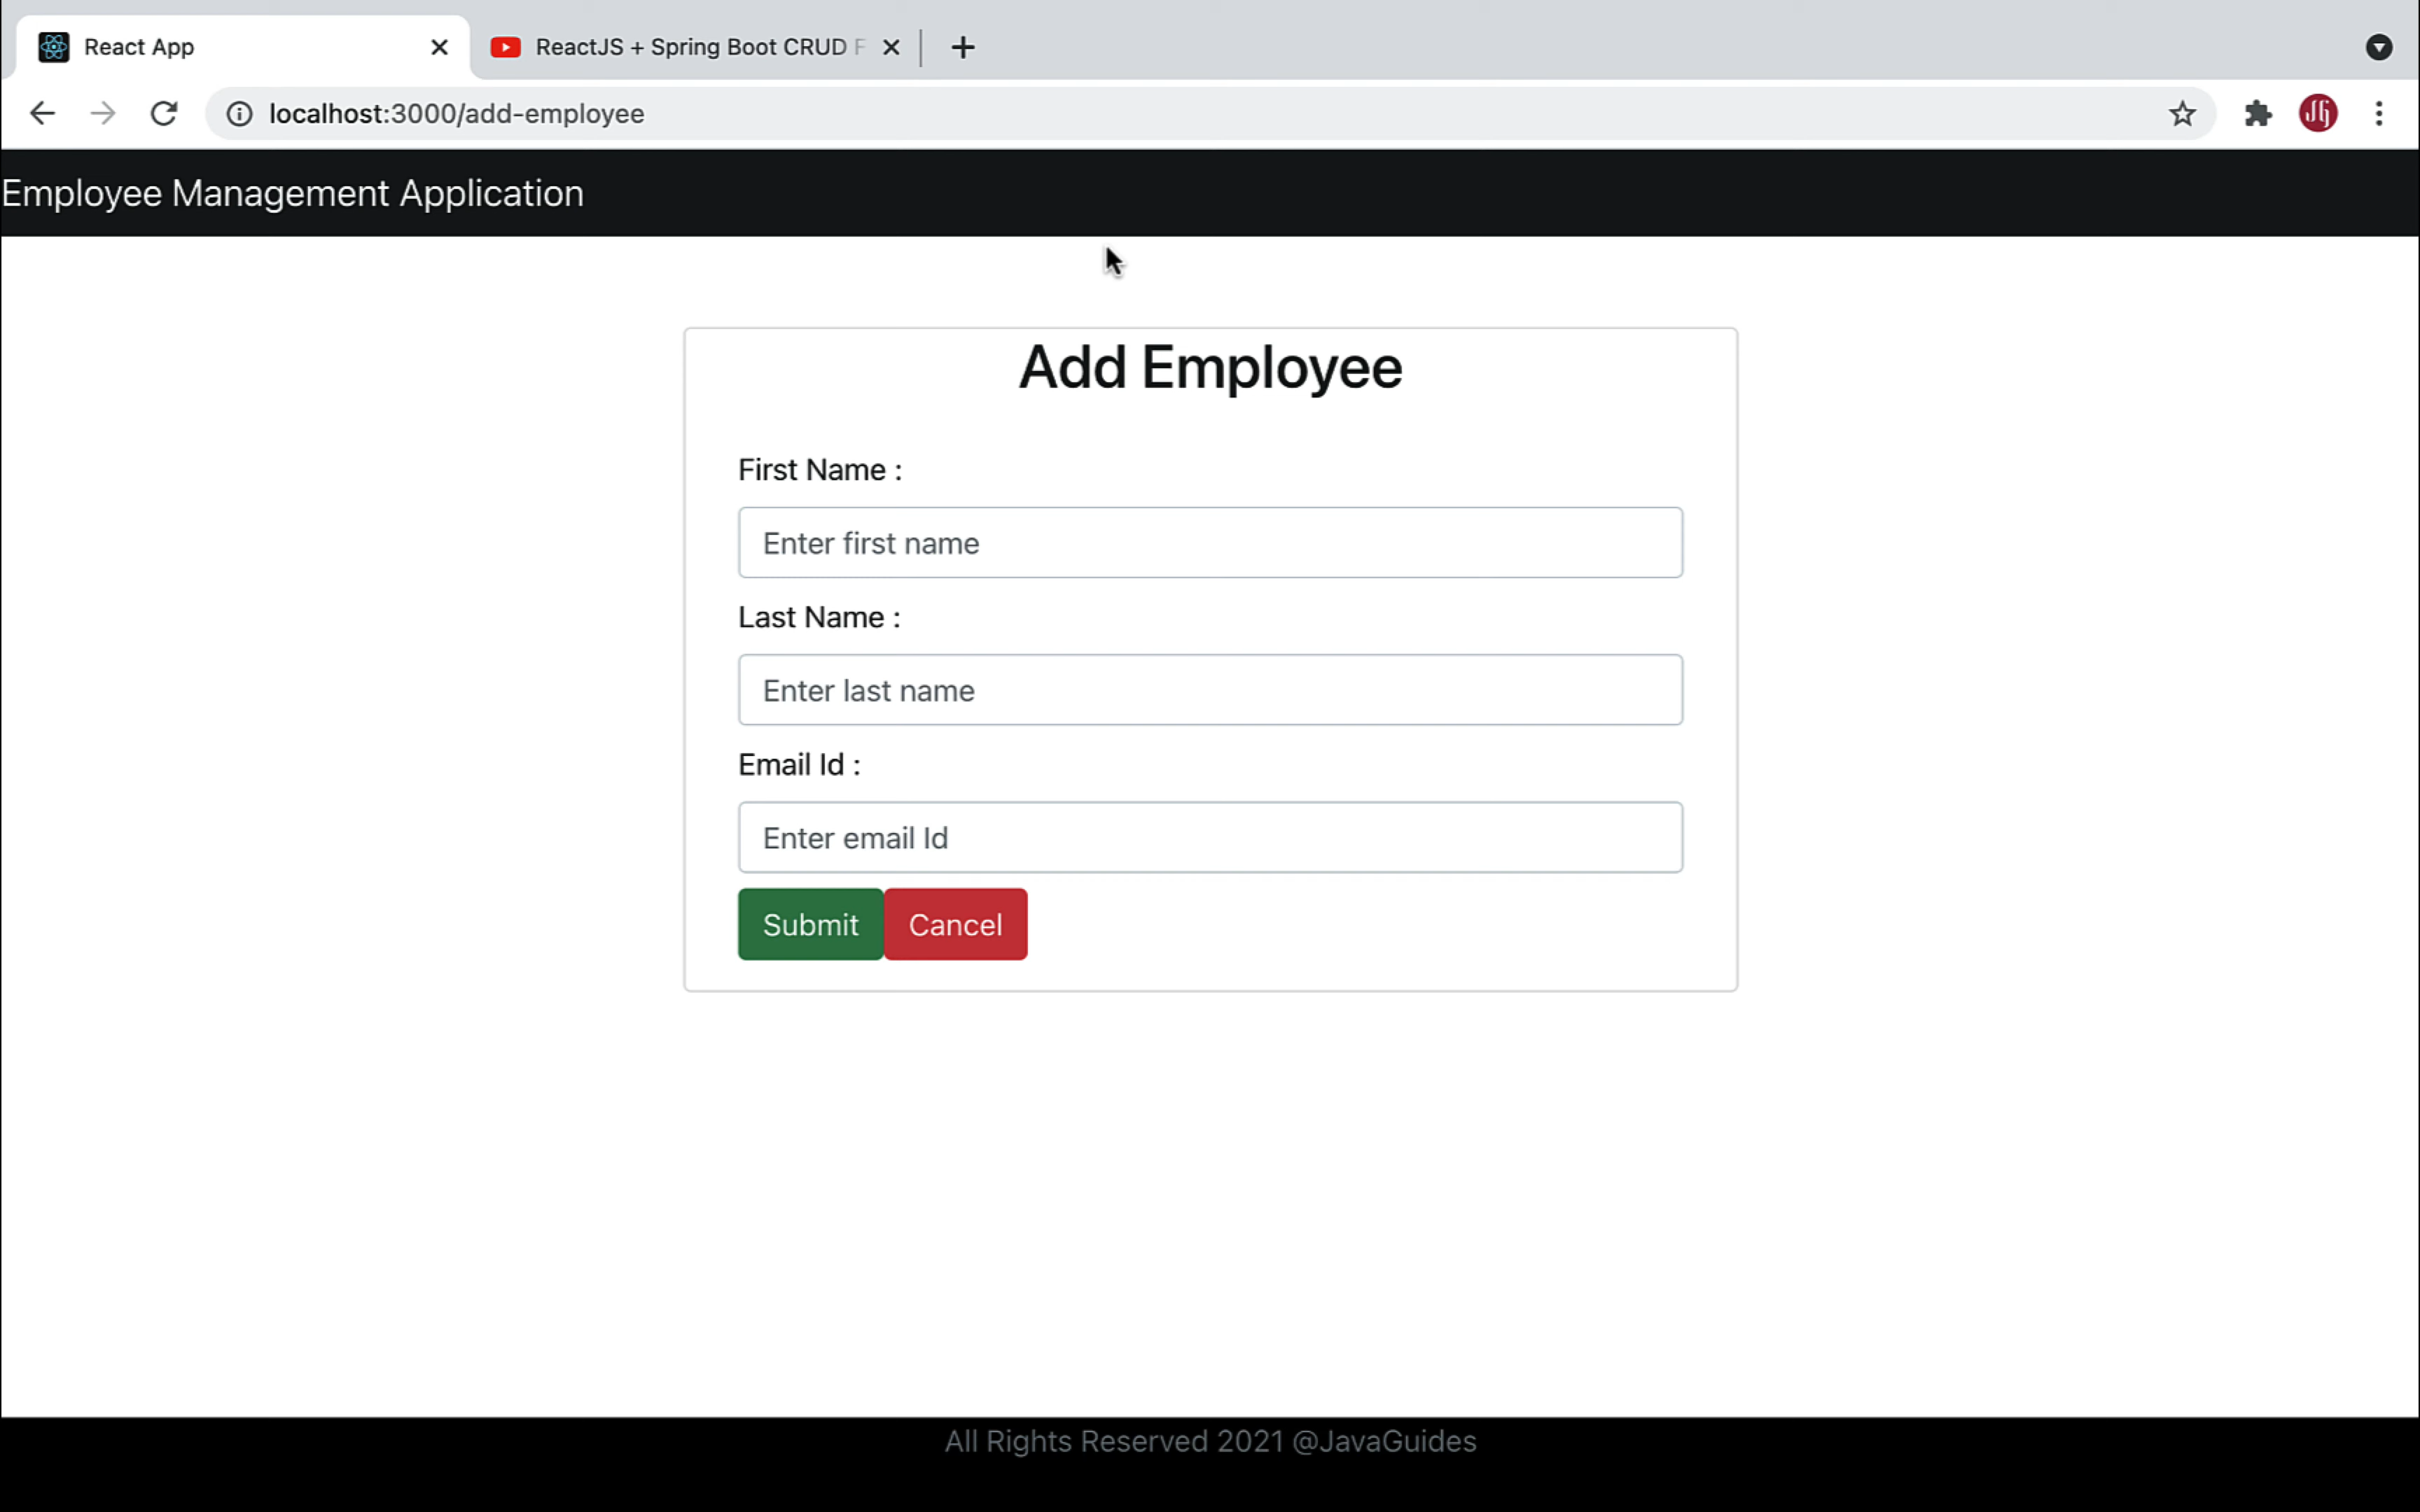 React App
ReactJS + Spring Boot CRUD F
localhost:3000/add-employee
Employee Management Application
Add Employee
First Name :
Enter first name
Last Name :
Enter last name
Email Id :
Enter email Id
Submit Cancel
All Rights Reserved 2021 @JavaGuides